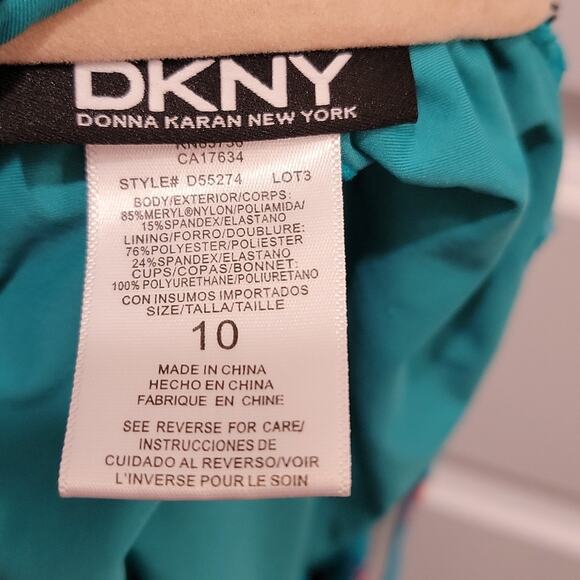 DKNY
DONNA KARAN NEW YORK
CA17634
STYLE# D55274 LOT3
BODY/EXTERIOR/CORPS:
85%MERYL®NYLON/POLIAMIDA/
15%SPANDEX/ELASTANO
LINING/FORRO/DOUBLURE:
76%POLYESTER/POLIESTER
24%SPANDEX/ELASTANO
CUPS/COPAS/BONNET:
100% POLYURETHANE/POLIURETANO
CON INSUMOS IMPORTADOS
SIZE/TALLA/TAILLE
10
MADE IN CHINA
HECHO EN CHINA
FABRIQUE EN CHINE
SEE REVERSE FOR CARE/
INSTRUCCIONES DE
CUIDADO AL REVERSO/VOIR
L'INVERSE POUR LE SOIN